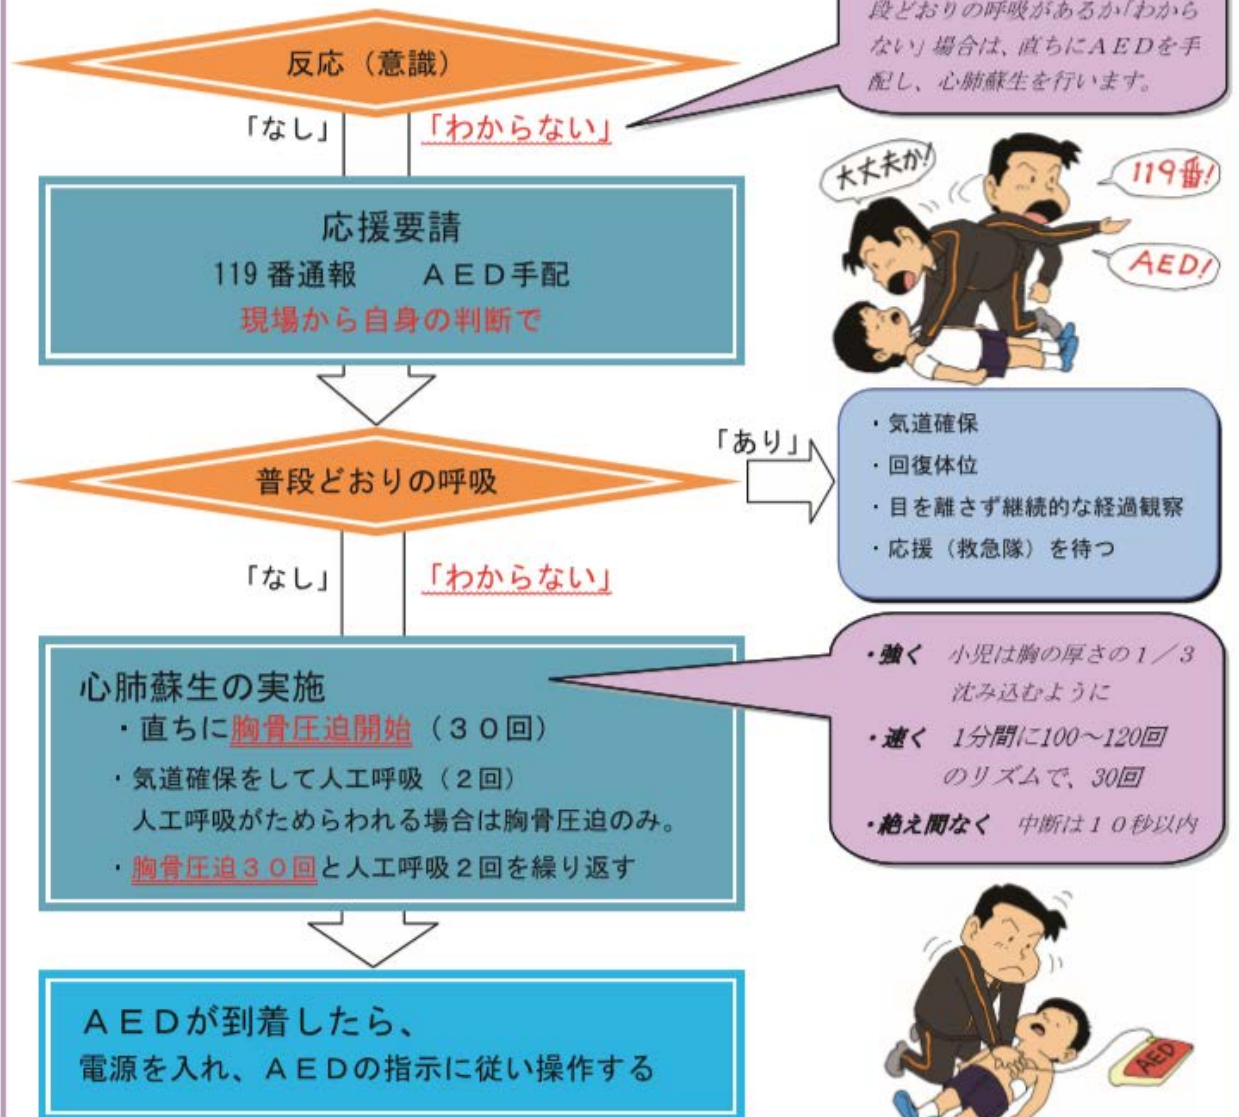 段どおりの呼吸があるか「わから
ない」場合は、直ちにＡＥＤを手
配し、心肺蘇生を行います。
反応（意識）
「なし」
「わからない」
大丈夫か!
119番!
AED!
応援要請
119 番通報　　ＡＥＤ手配
現場から自身の判断で
普段どおりの呼吸
「あり」
・気道確保
・回復体位
・目を離さず継続的な経過観察
・応援（救急隊）を待つ
「なし」
「わからない」
心肺蘇生の実施
・直ちに胸骨圧迫開始（３０回）
・気道確保をして人工呼吸（２回）
人工呼吸がためらわれる場合は胸骨圧迫のみ。
・胸骨圧迫３０回と人工呼吸２回を繰り返す
・強く　小児は胸の厚さの１／３
沈み込むように
・速く　1分間に100～120回
のリズムで、30回
・絶え間なく　中断は１０秒以内
ＡＥＤが到着したら、
電源を入れ、ＡＥＤの指示に従い操作する
AED